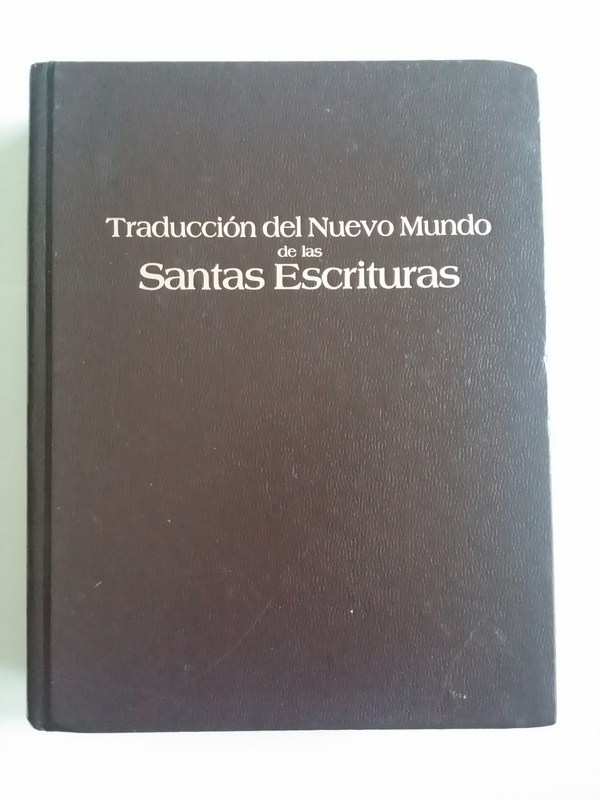 Traducción del Nuevo Mundo
de las
Santas Escrituras